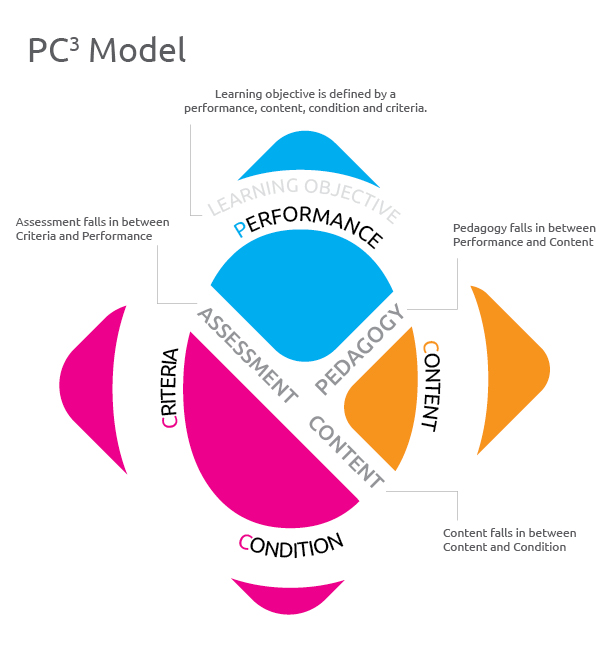 PC³ Model
Learning objective is defined by a
performance, content, condition and criteria.
LEARNING OBJECTIVE
PERFORMANCE
Assessment falls in between
Criteria and Performance
Pedagogy falls in between
Performance and Content
ASSESSMENT
PEDAGOGY
CRITERIA
CONTENT
CONTENT
Content falls in between
Content and Condition
CONDITION